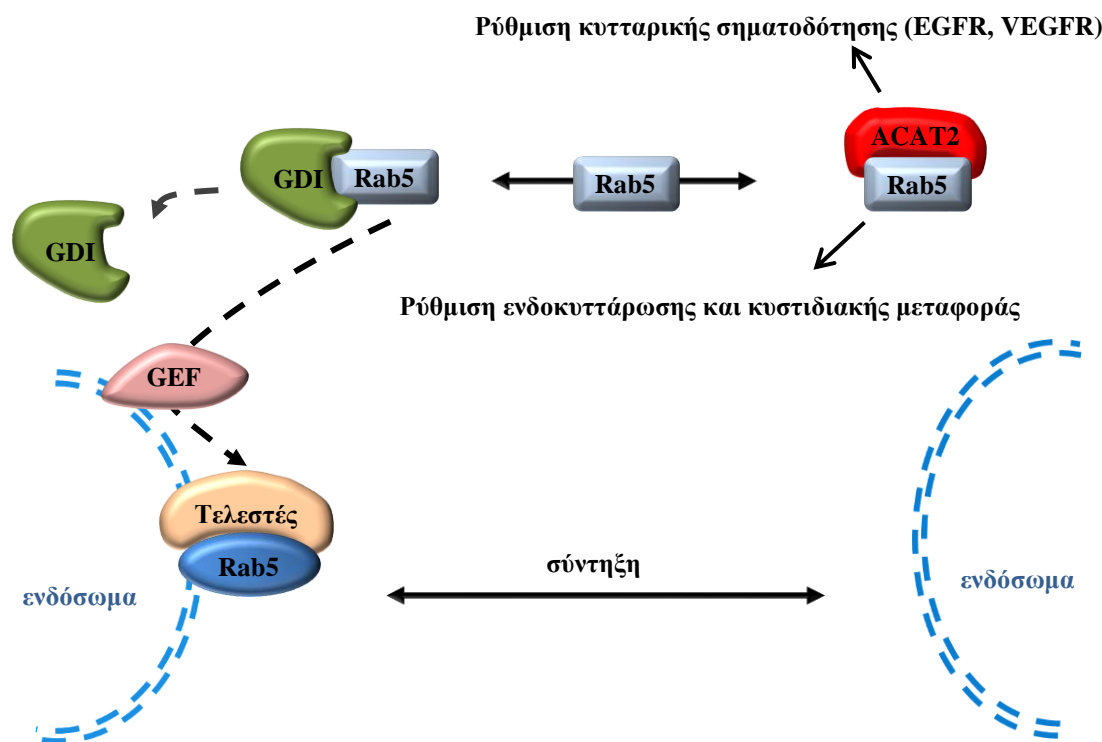 Ρύθμιση κυτταρικής σηματοδότησης (EGFR, VEGFR)
ACAT2
GDI
Rab5
Rab5
Rab5
GDI
Ρύθμιση ενδοκυττάρωσης και κυστιδιακής μεταφοράς
GEF
Τελεστές
Rab5
σύντηξη
ενδόσωμα
ενδόσωμα